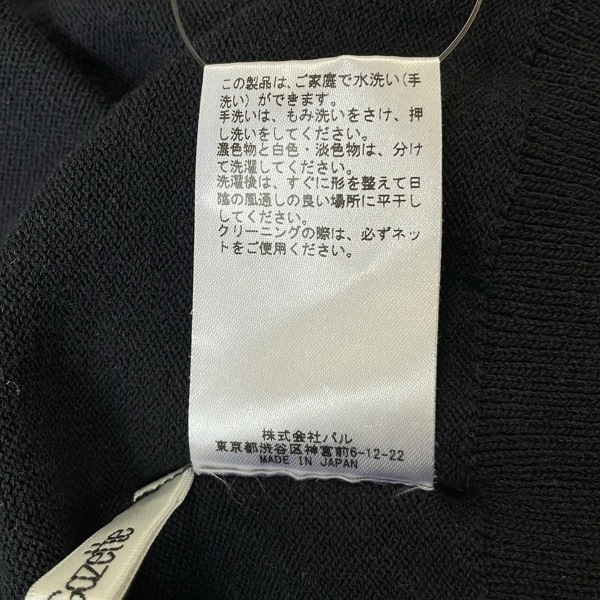 この製品は、ご家庭で水洗い(手
洗い)ができます。
手洗いは、もみ洗いをさけ、押
し洗いをしてください。
濃色物と白色・淡色物は、分け
て洗濯してください。
洗濯後は、すぐに形を整えて日
陰の風通しの良い場所に平干し
してください。
クリーニングの際は、必ずネッ
トをご使用ください。
株式会社パル
東京都渋谷区神宮前6-12-22
MADE IN JAPAN
Gazette